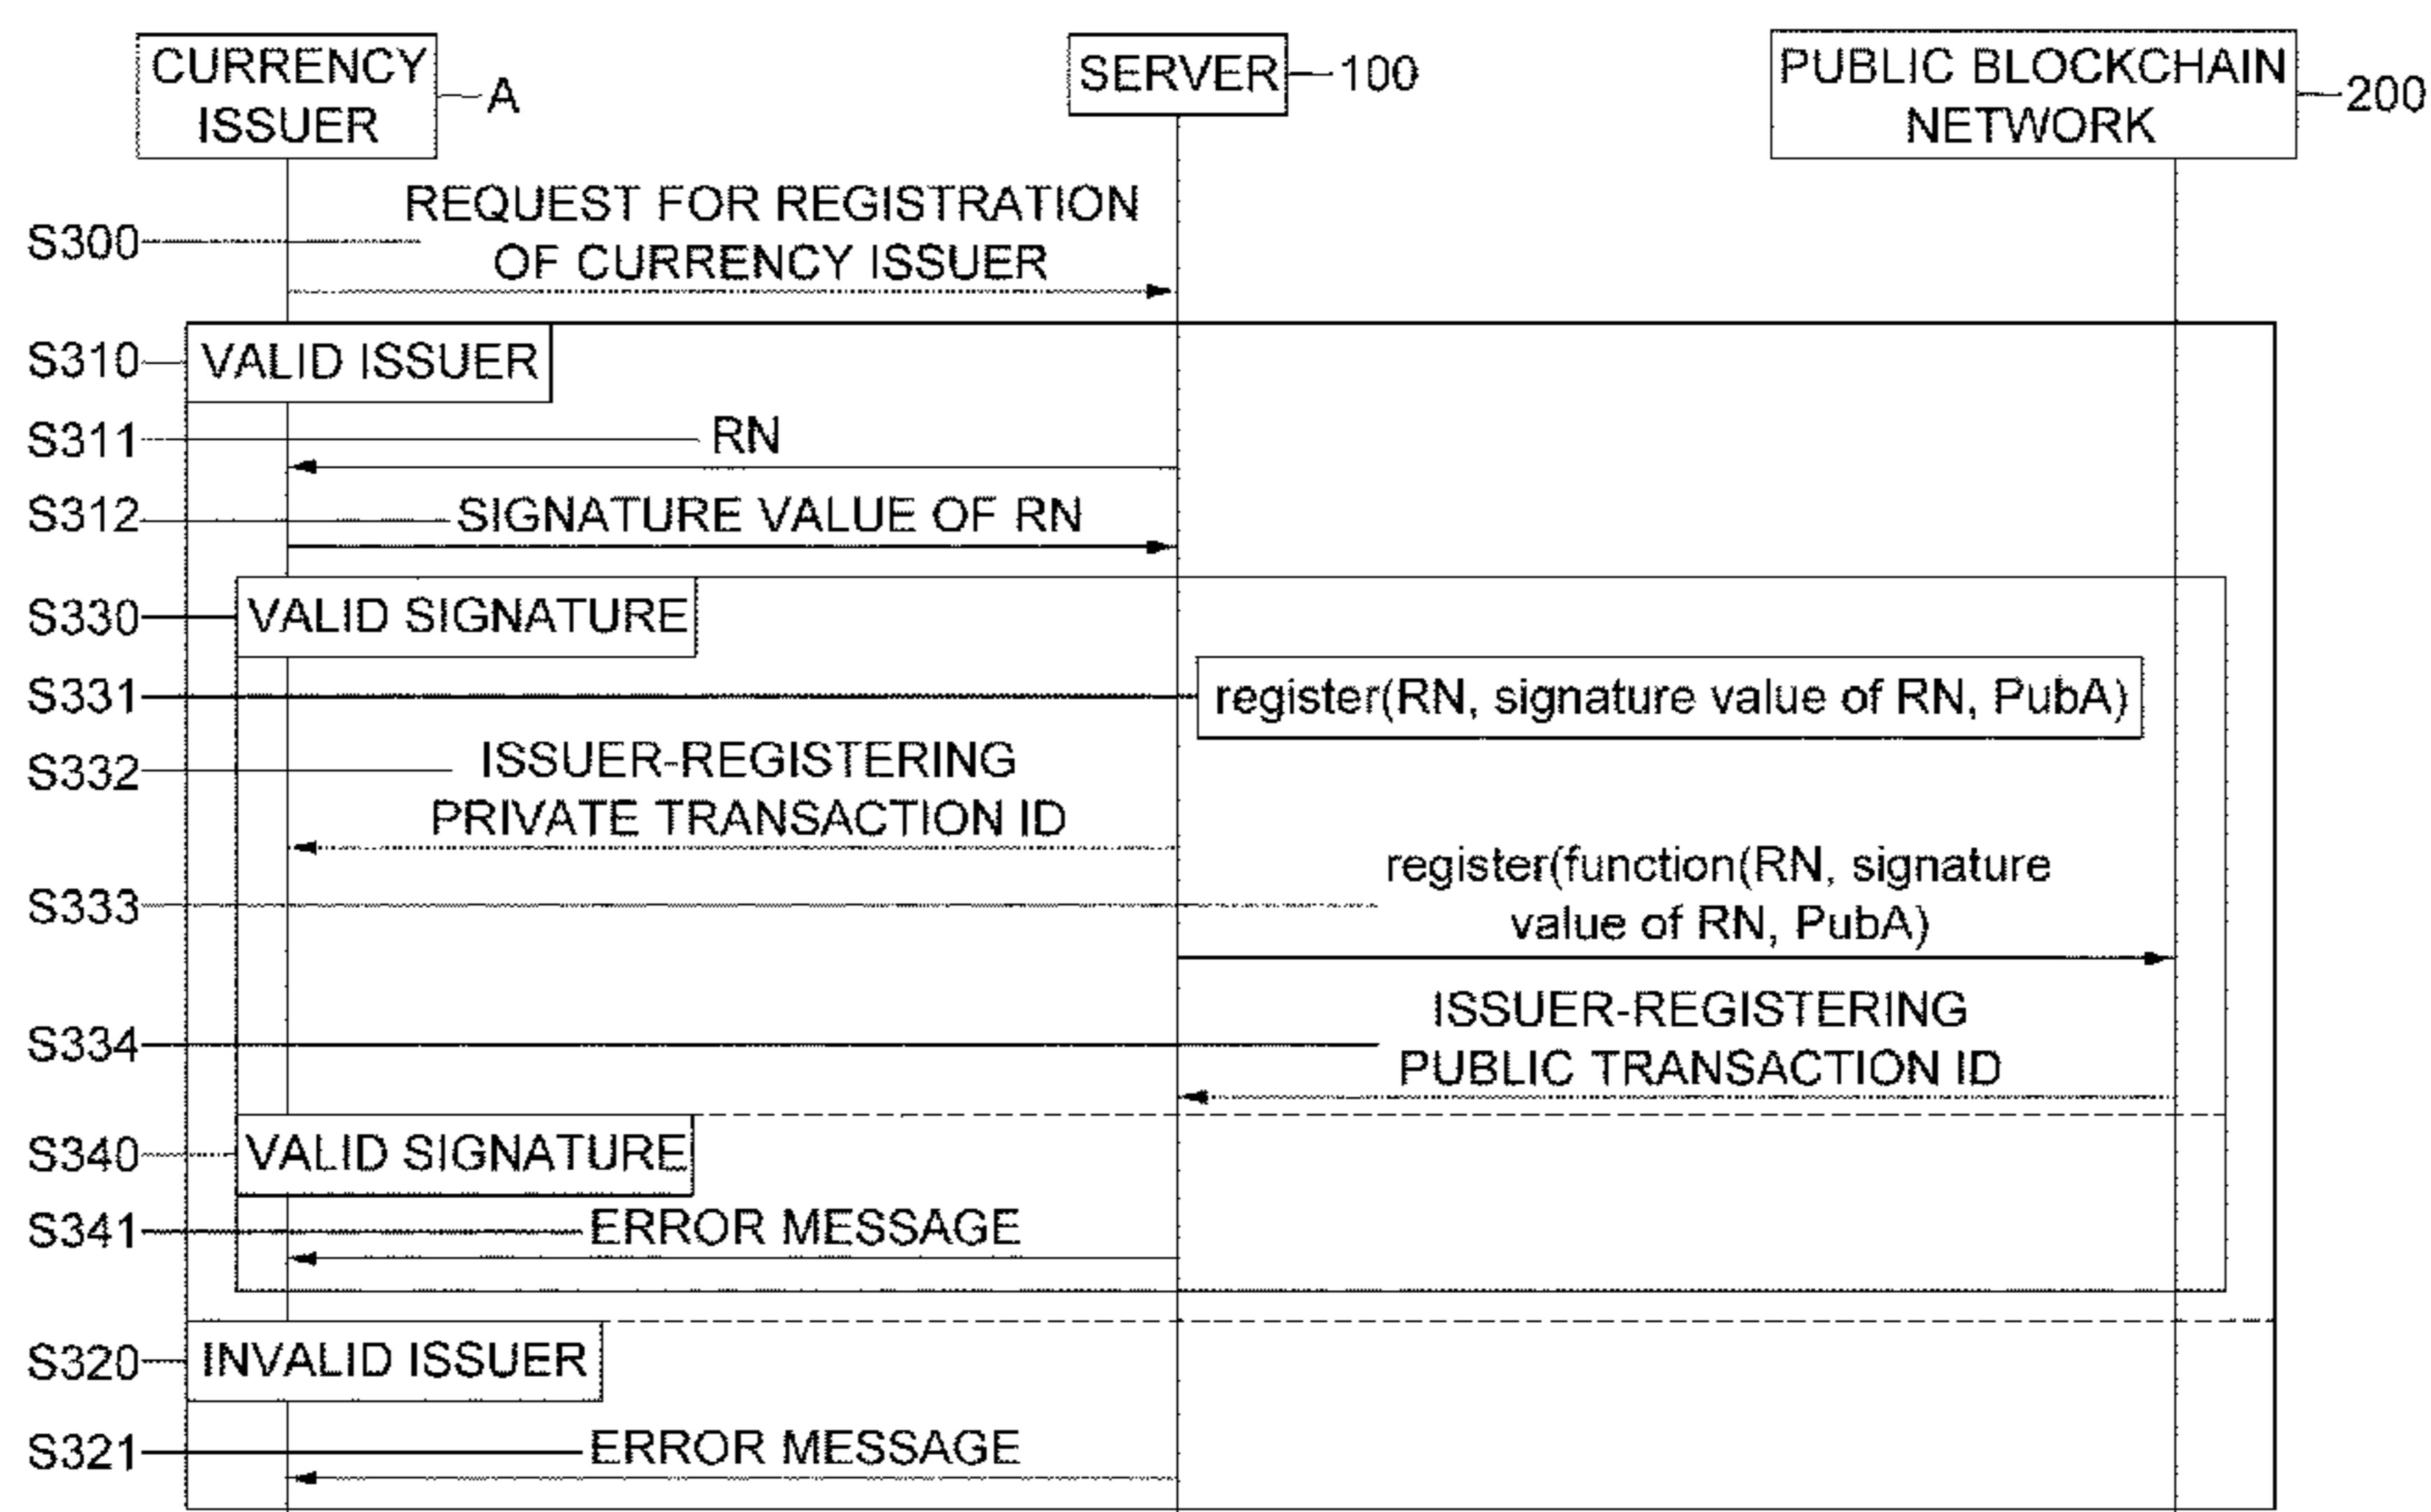 CURRENCY
ISSUER
A
SERVER
100
PUBLIC BLOCKCHAIN
NETWORK
200
S300
REQUEST FOR REGISTRATION
OF CURRENCY ISSUER
S310
VALID ISSUER
S311
RN
S312
SIGNATURE VALUE OF RN
S330
VALID SIGNATURE
S331
register(RN, signature value of RN, PubA)
S332
ISSUER-REGISTERING
PRIVATE TRANSACTION ID
S333
register(function(RN, signature
value of RN, PubA)
S334
ISSUER-REGISTERING
PUBLIC TRANSACTION ID
S340
VALID SIGNATURE
S341
ERROR MESSAGE
S320
INVALID ISSUER
S321
ERROR MESSAGE